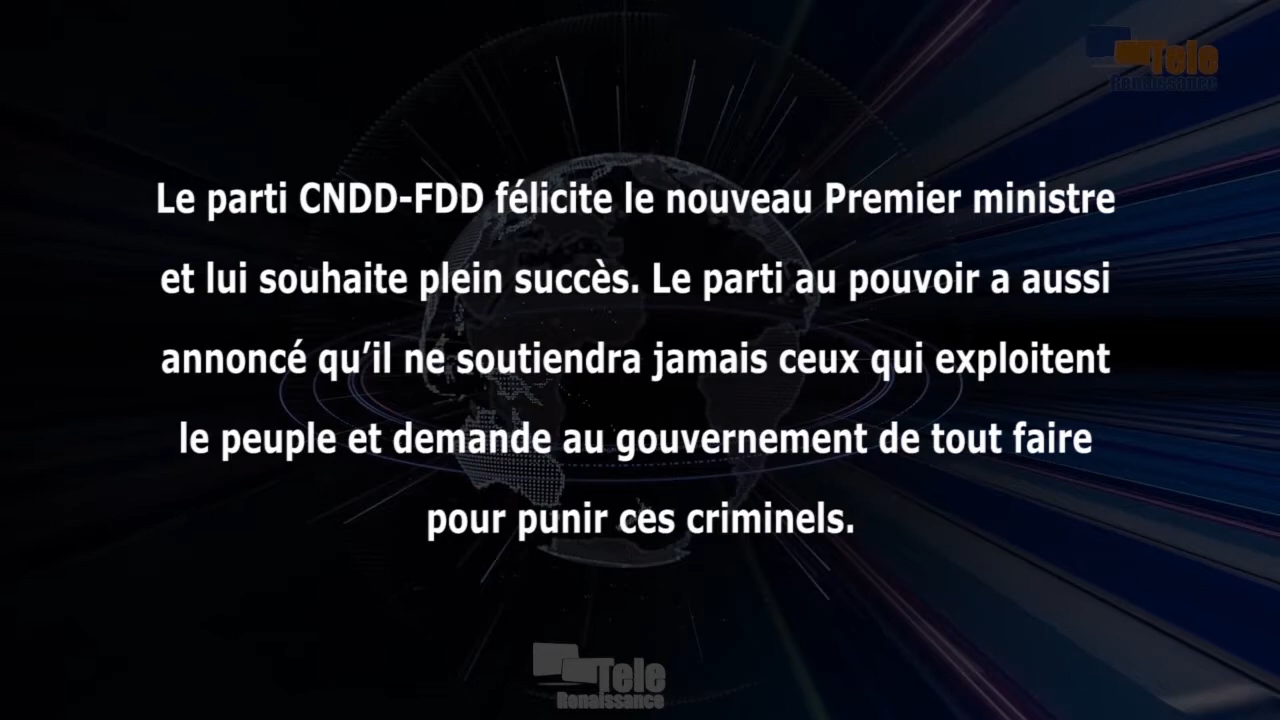 Tele
Renaissance
Le parti CNDD-FDD félicite le nouveau Premier ministre
et lui souhaite plein succès. Le parti au pouvoir a aussi
annoncé qu’il ne soutiendra jamais ceux qui exploitent
le peuple et demande au gouvernement de tout faire
pour punir ces criminels.
Tele
Renaissance